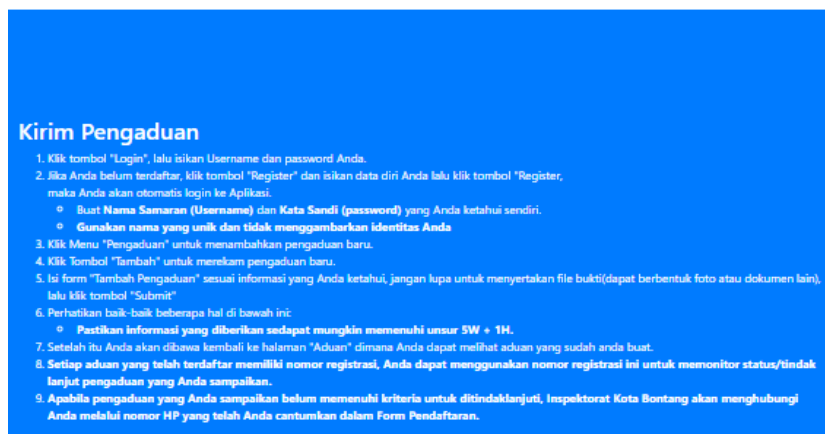 Kirim Pengaduan
1. Klik tombol "Login", lalu isikan Username dan password Anda.
2. Jika Anda belum terdaftar, klik tombol "Register" dan isikan data diri Anda lalu klik tombol "Register,
maka Anda akan otomatis login ke Aplikasi.
Buat Nama Samaran (Username) dan Kata Sandi (password) yang Anda ketahui sendiri.
Gunakan nama yang unik dan tidak menggambarkan identitas Anda
3. Klik Menu "Pengaduan" untuk menambahkan pengaduan baru.
4. Klik Tombol "Tambah" untuk merekam pengaduan baru.
5. Isi form "Tambah Pengaduan" sesuai informasi yang Anda ketahui, jangan lupa untuk menyertakan file bukti(dapat berbentuk foto atau dokumen lain),
lalu klik tombol "Submit"
6. Perhatikan baik-baik beberapa hal di bawah ini:
Pastikan informasi yang diberikan sedapat mungkin memenuhi unsur 5W + 1H.
7. Setelah itu Anda akan dibawa kembali ke halaman "Aduan" dimana Anda dapat melihat aduan yang sudah anda buat.
8. Setiap aduan yang telah terdaftar memiliki nomor registrasi, Anda dapat menggunakan nomor registrasi ini untuk memonitor status/tindak
lanjut pengaduan yang Anda sampaikan.
9. Apabila pengaduan yang Anda sampaikan belum memenuhi kriteria untuk ditindaklanjuti, Inspektorat Kota Bontang akan menghubungi
Anda melalui nomor HP yang telah Anda cantumkan dalam Form Pendaftaran.